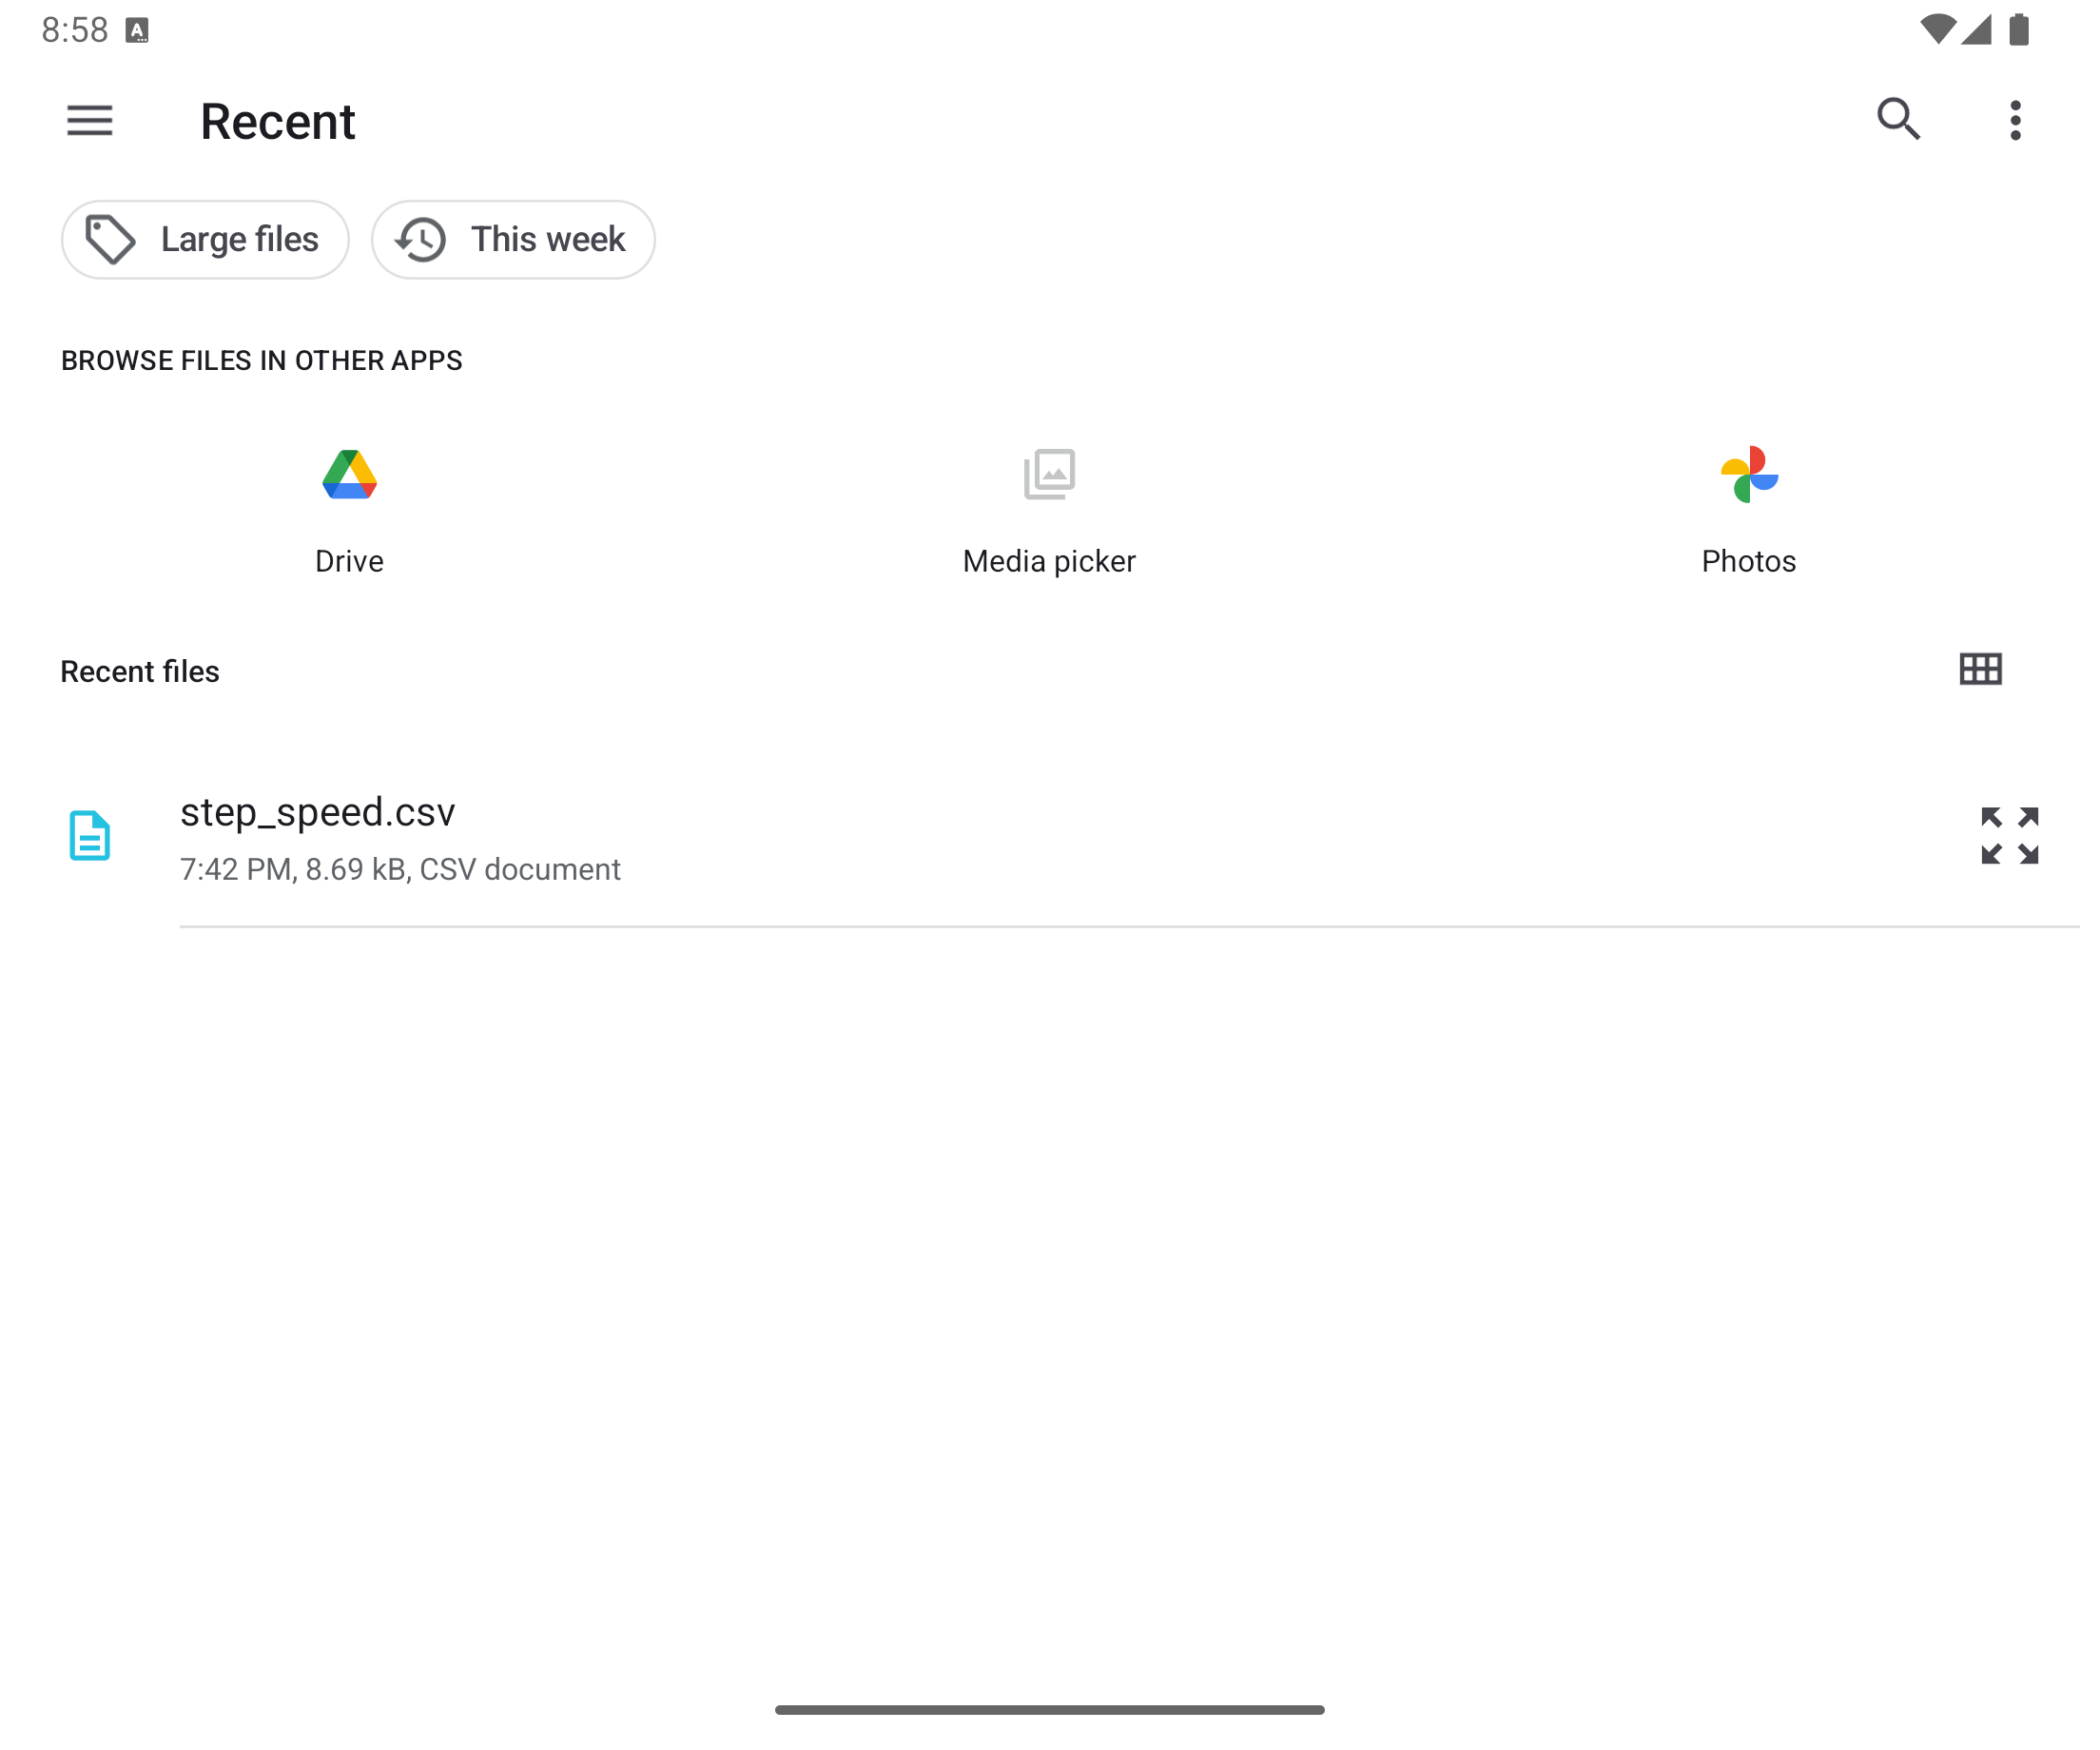 8:58
Recent
Large files
This week
BROWSE FILES IN OTHER APPS
Drive
Media picker
Photos
Recent files
step_speed.csv
7:42 PM, 8.69 kB, CSV document